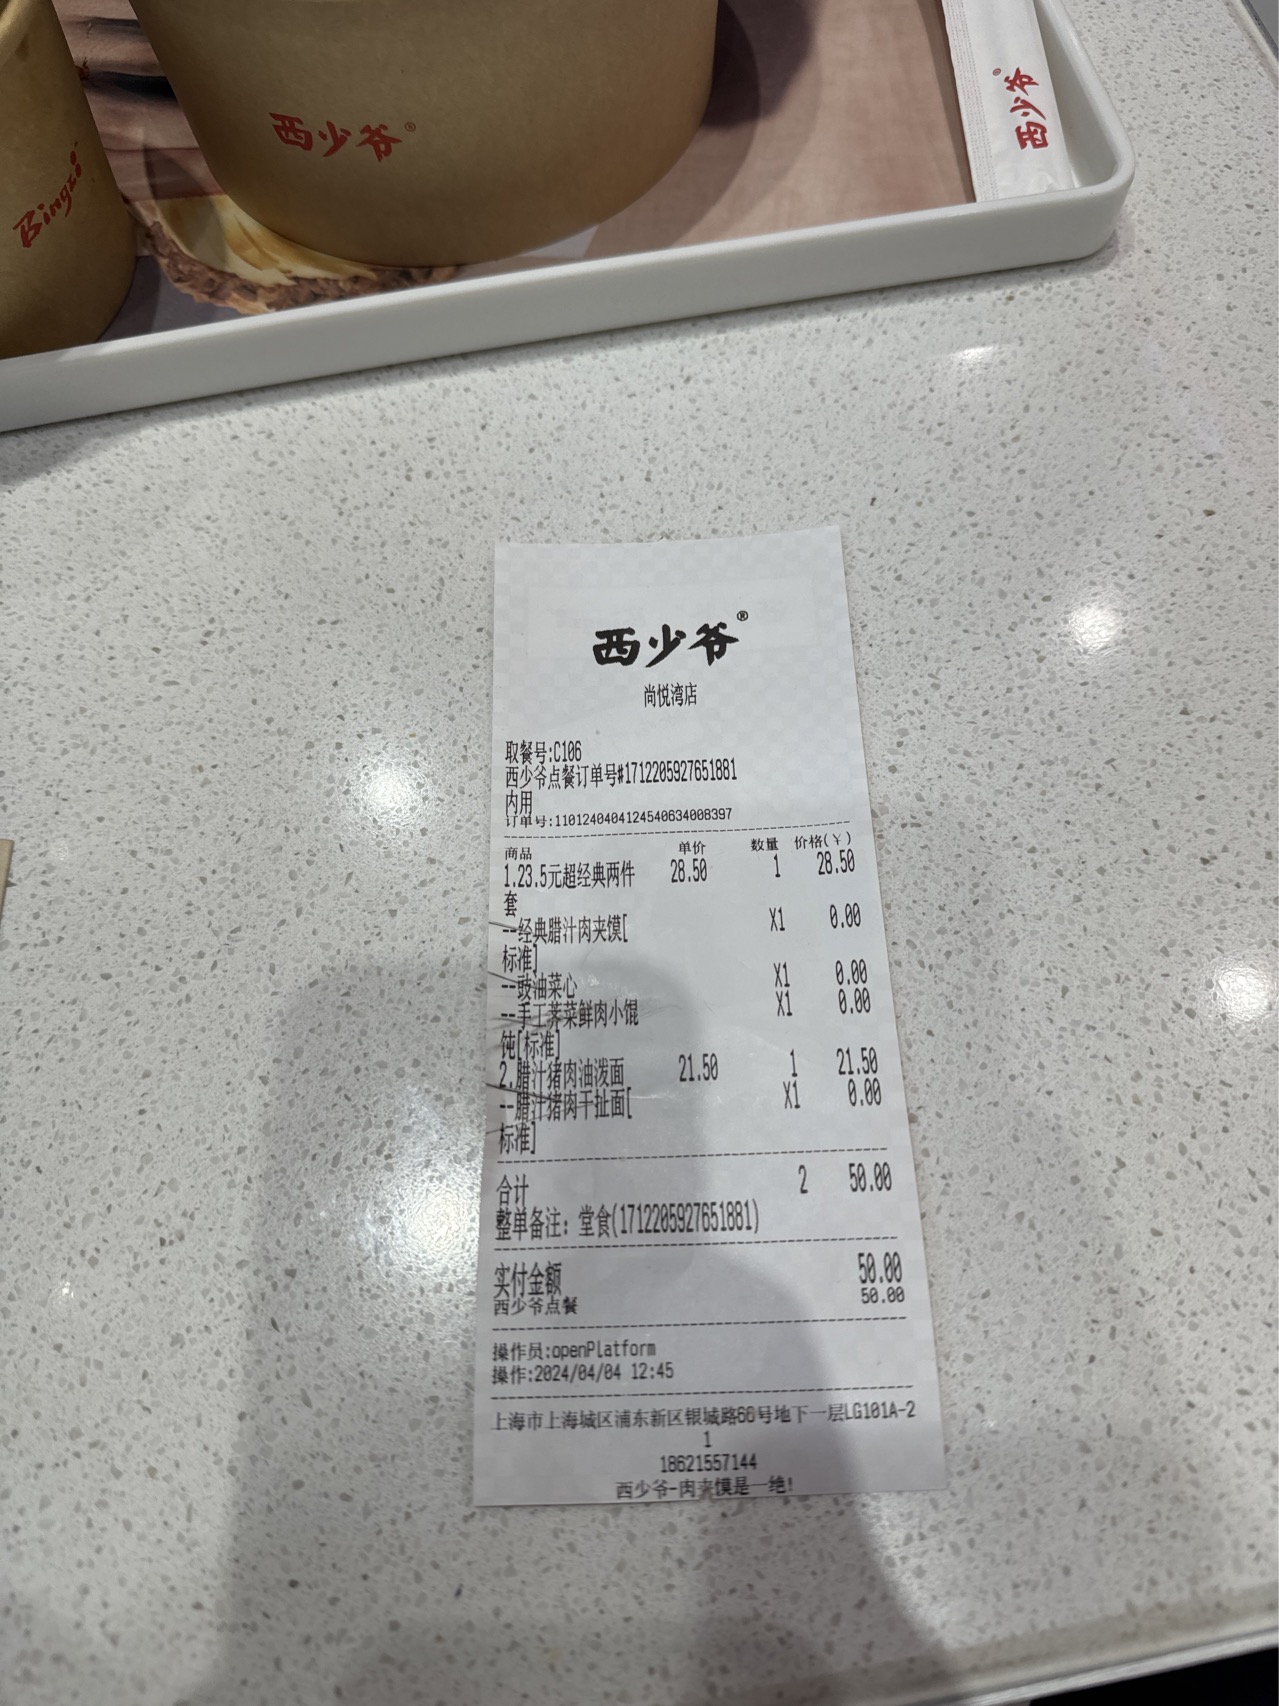 西少爷®
Bingzo
西少爷®
西少爷®
尚悦湾店
取餐号:C106
西少爷点餐订单号#1712205927651881
内用
订单号:1101240404124540634008397
商品 单价 数量 价格(¥)
1.23.5元超经典两件 28.50 1 28.50
套
--经典腊汁肉夹馍[ X1 0.00
标准]
--豉油菜心 X1 0.00
--手工荠菜鲜肉小馄 X1 0.00
饨[标准]
2.腊汁猪肉油泼面 21.50 1 21.50
--腊汁猪肉干扯面[ X1 0.00
标准]
合计 2 50.00
整单备注: 堂食(1712205927651881)
实付金额 50.00
西少爷点餐 50.00
操作员:openPlatform
操作:2024/04/04 12:45
上海市上海城区浦东新区银城路66号地下一层LG101A-2
1
18621557144
西少爷-肉夹馍是一绝!